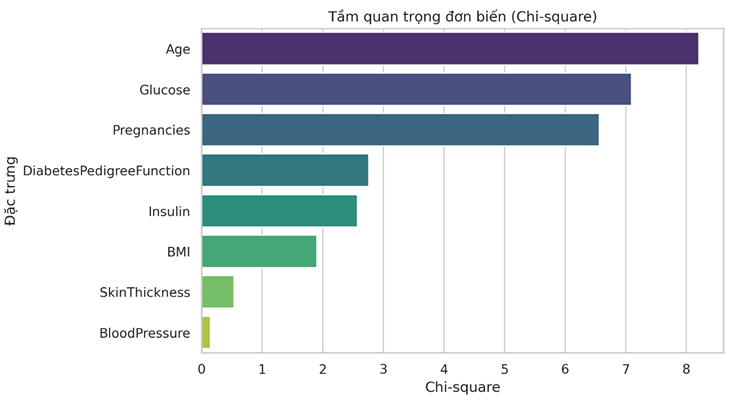 Tầm quan trọng đơn biến (Chi-square)
Đặc trưng
Age
Glucose
Pregnancies
DiabetesPedigreeFunction
Insulin
BMI
SkinThickness
BloodPressure
0 1 2 3 4 5 6 7 8
Chi-square